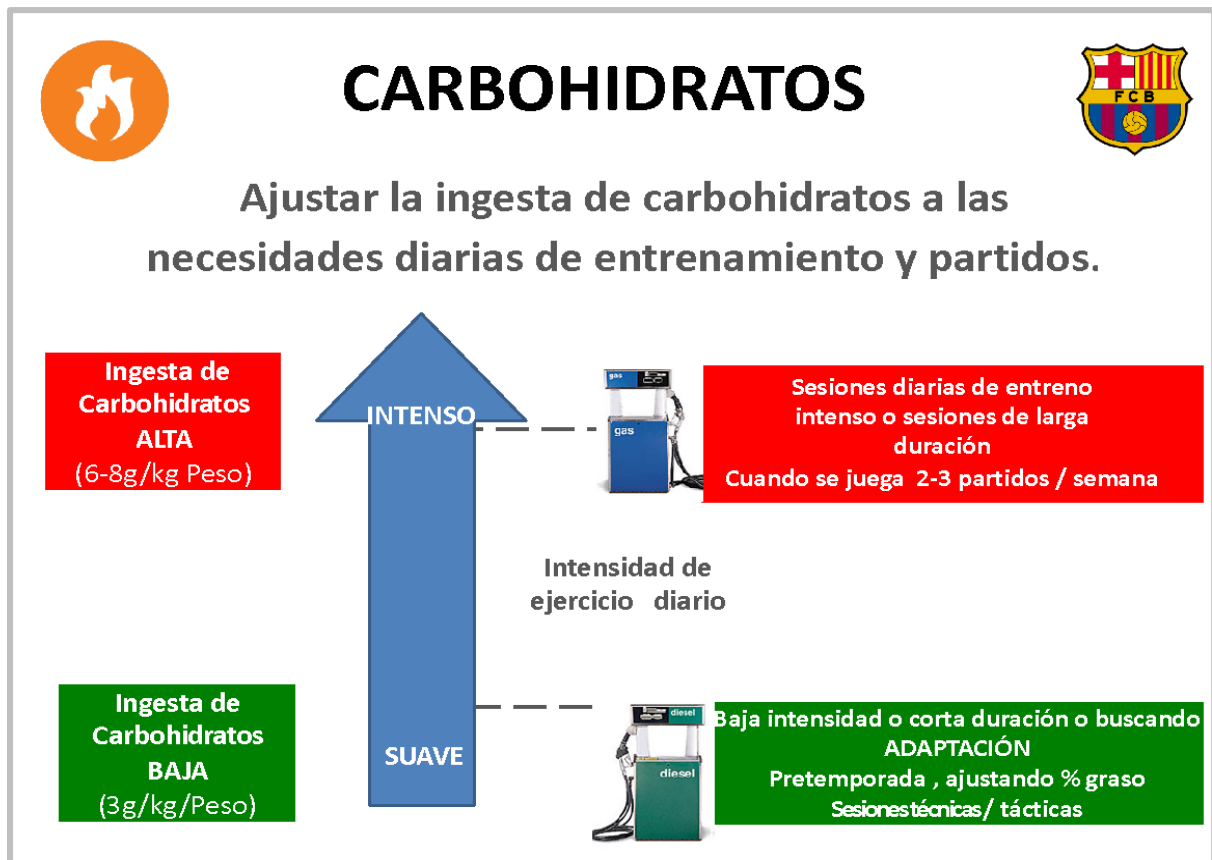 CARBOHIDRATOS
FCB
Ajustar la ingesta de carbohidratos a las
necesidades diarias de entrenamiento y partidos.
Ingesta de
Carbohidratos
ALTA
(6-8g/kg Peso)
INTENSO
gas
gas
Sesiones diarias de entreno
intenso o sesiones de larga
duración
Cuando se juega 2-3 partidos / semana
Intensidad de
ejercicio diario
Ingesta de
Carbohidratos
BAJA
(3g/kg/Peso)
SUAVE
diesel
diesel
Baja intensidad o corta duración o buscando
ADAPTACIÓN
Pretemporada , ajustando % graso
Sesionestécnicas/ tácticas